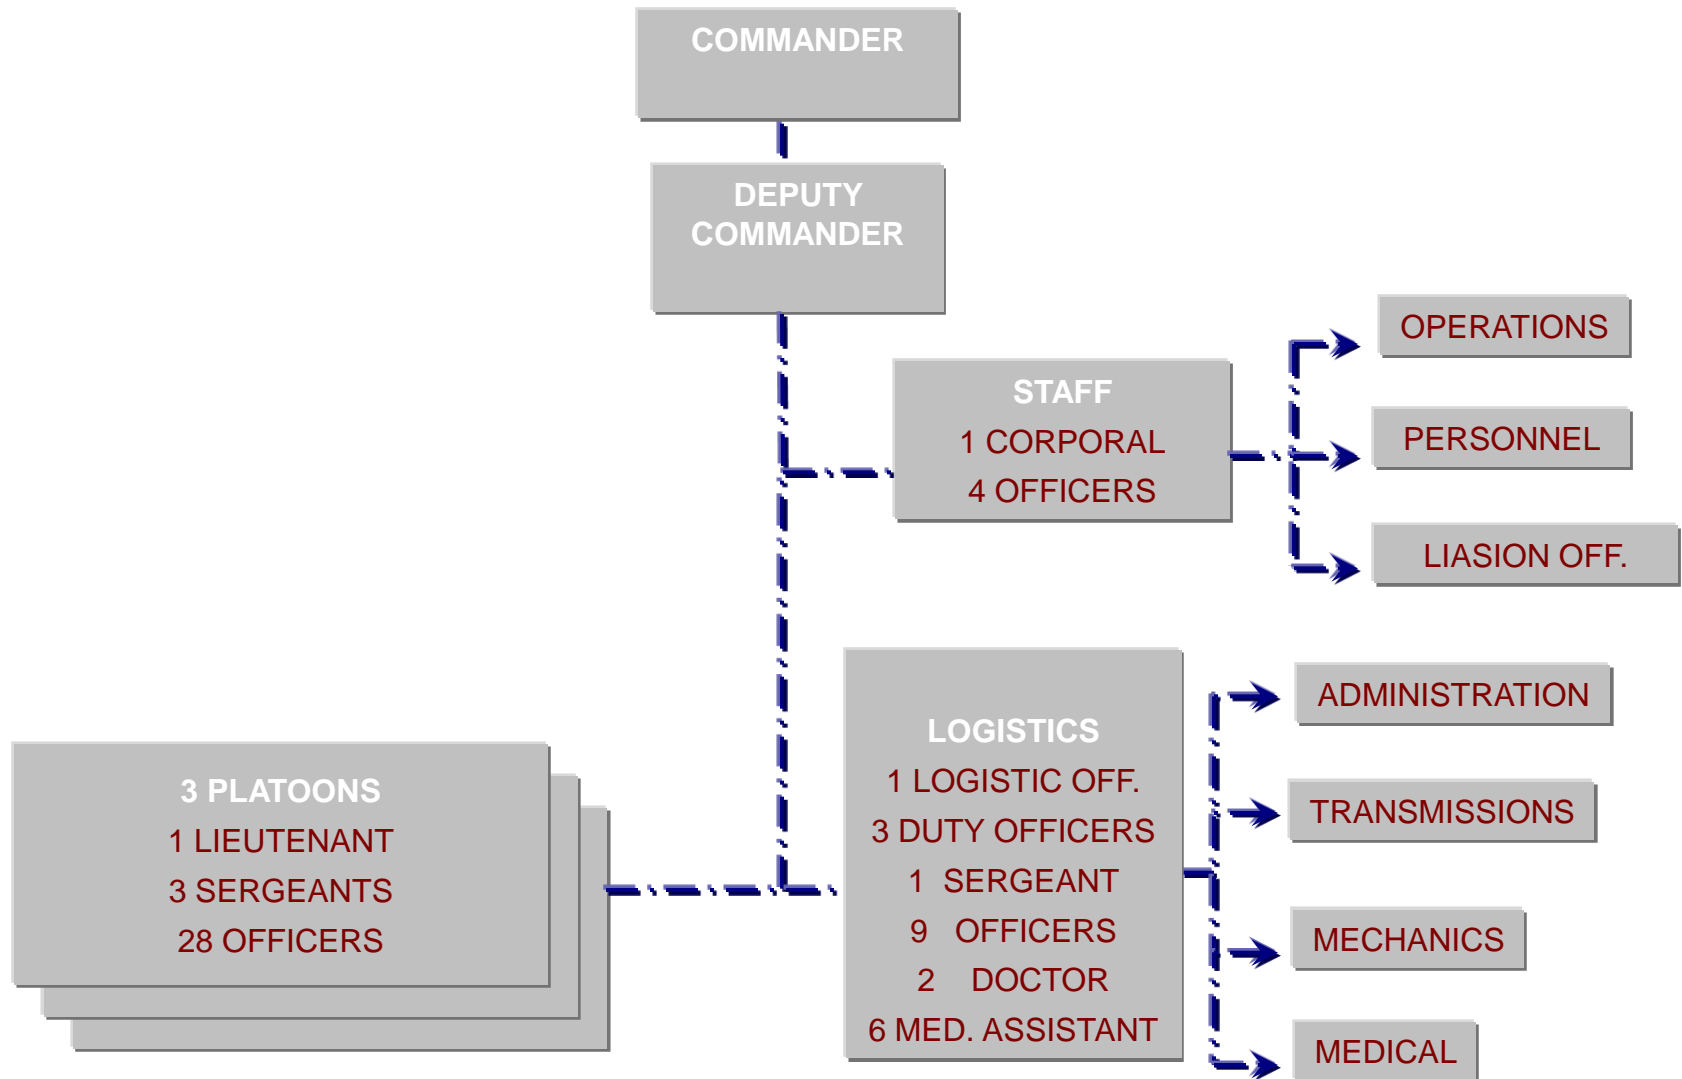 COMMANDER
DEPUTY
COMMANDER
STAFF
1 CORPORAL
4 OFFICERS
OPERATIONS
PERSONNEL
LIASION OFF.
3 PLATOONS
1 LIEUTENANT
3 SERGEANTS
28 OFFICERS
LOGISTICS
1 LOGISTIC OFF.
3 DUTY OFFICERS
1 SERGEANT
9 OFFICERS
2 DOCTOR
6 MED. ASSISTANT
ADMINISTRATION
TRANSMISSIONS
MECHANICS
MEDICAL